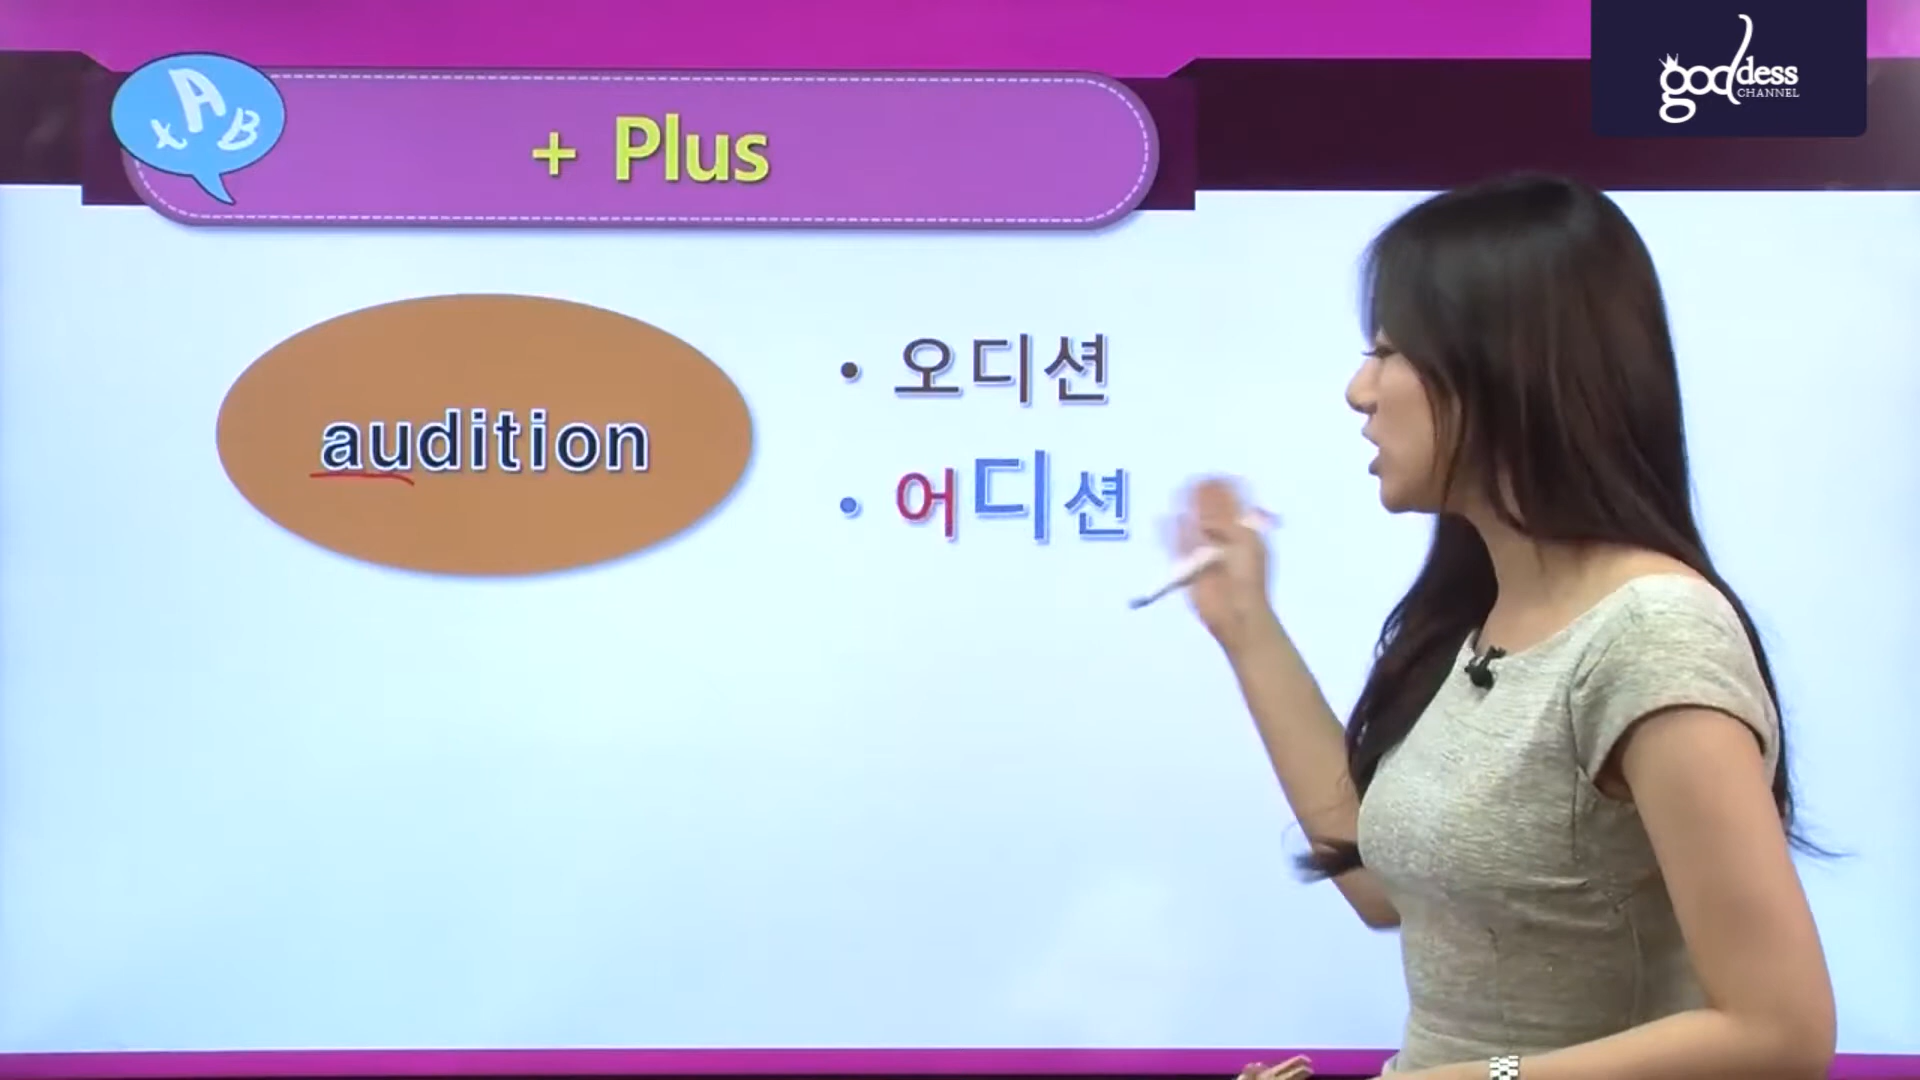 goddess
CHANNEL
A
B
+ Plus
audition
• 오디션
• 어디션